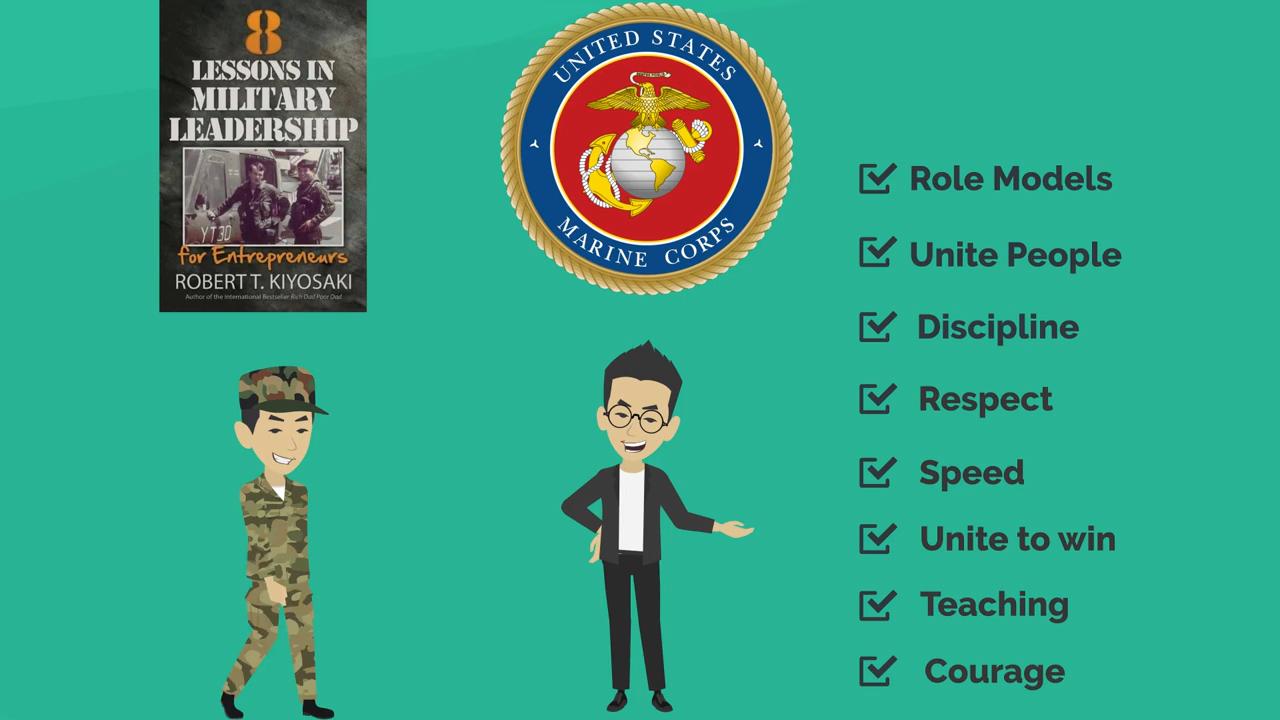 8
LESSONS IN
MILITARY
LEADERSHIP
YT30
for Entrepreneurs
ROBERT T. KIYOSAKI
Author of the International Bestseller Rich Dad Poor Dad
UNITED STATES
MARINE CORPS
Role Models
Unite People
Discipline
Respect
Speed
Unite to win
Teaching
Courage